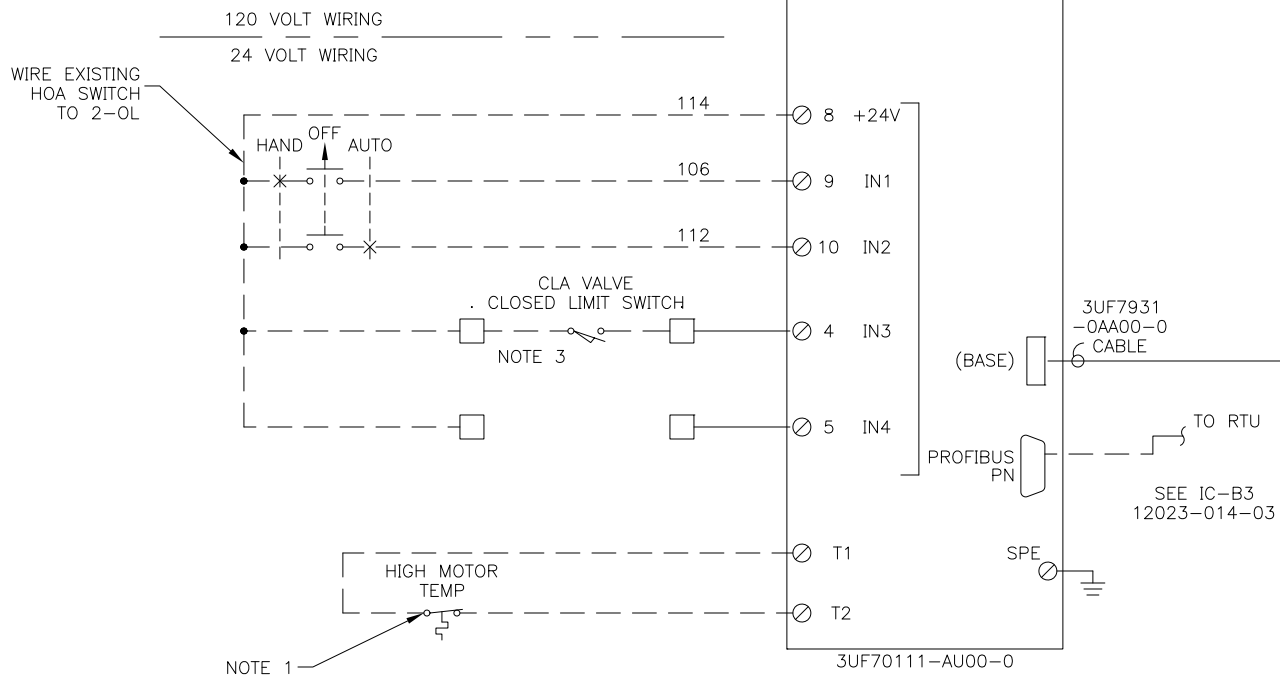 120 VOLT WIRING
24 VOLT WIRING
WIRE EXISTING
HOA SWITCH
TO 2-OL
HAND
OFF
AUTO
114
8 +24V
106
9 IN1
112
10 IN2
CLA VALVE
CLOSED LIMIT SWITCH
NOTE 3
4 IN3
5 IN4
3UF7931
-0AA00-0
CABLE
(BASE)
PROFIBUS
PN
TO RTU
SEE IC-B3
12023-014-03
SPE
T1
HIGH MOTOR
TEMP
T2
NOTE 1
3UF70111-AU00-0